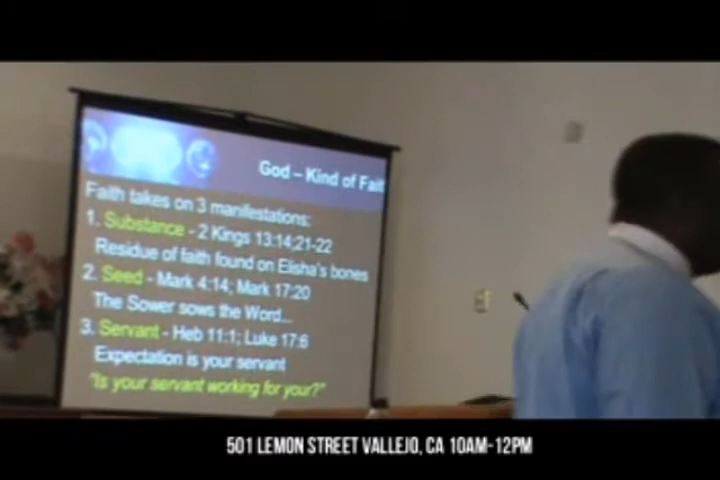 God – Kind of Fait
Faith takes on 3 manifestations:
1. Substance - 2 Kings 13:14;21-22
Residue of faith found on Elisha's bones
2. Seed - Mark 4:14; Mark 17:20
The Sower sows the Word...
3. Servant - Heb 11:1; Luke 17:6
Expectation is your servant
"Is your servant working for your?"
501 LEMON STREET VALLEJO, CA 10AM-12PM